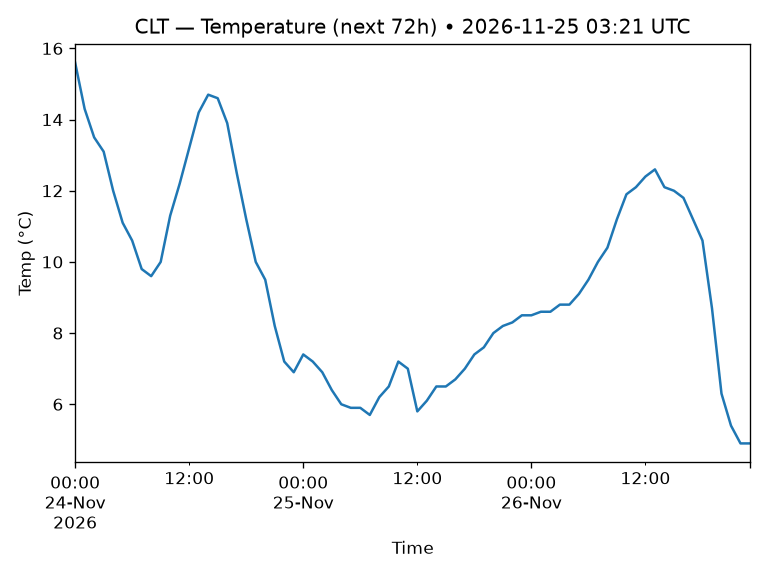 CLT — Temperature (next 72h) • 2026-11-25 03:21 UTC
16
14
12
10
8
6
Temp (°C)
00:00
24-Nov
2026
12:00
00:00
25-Nov
12:00
00:00
26-Nov
12:00
Time